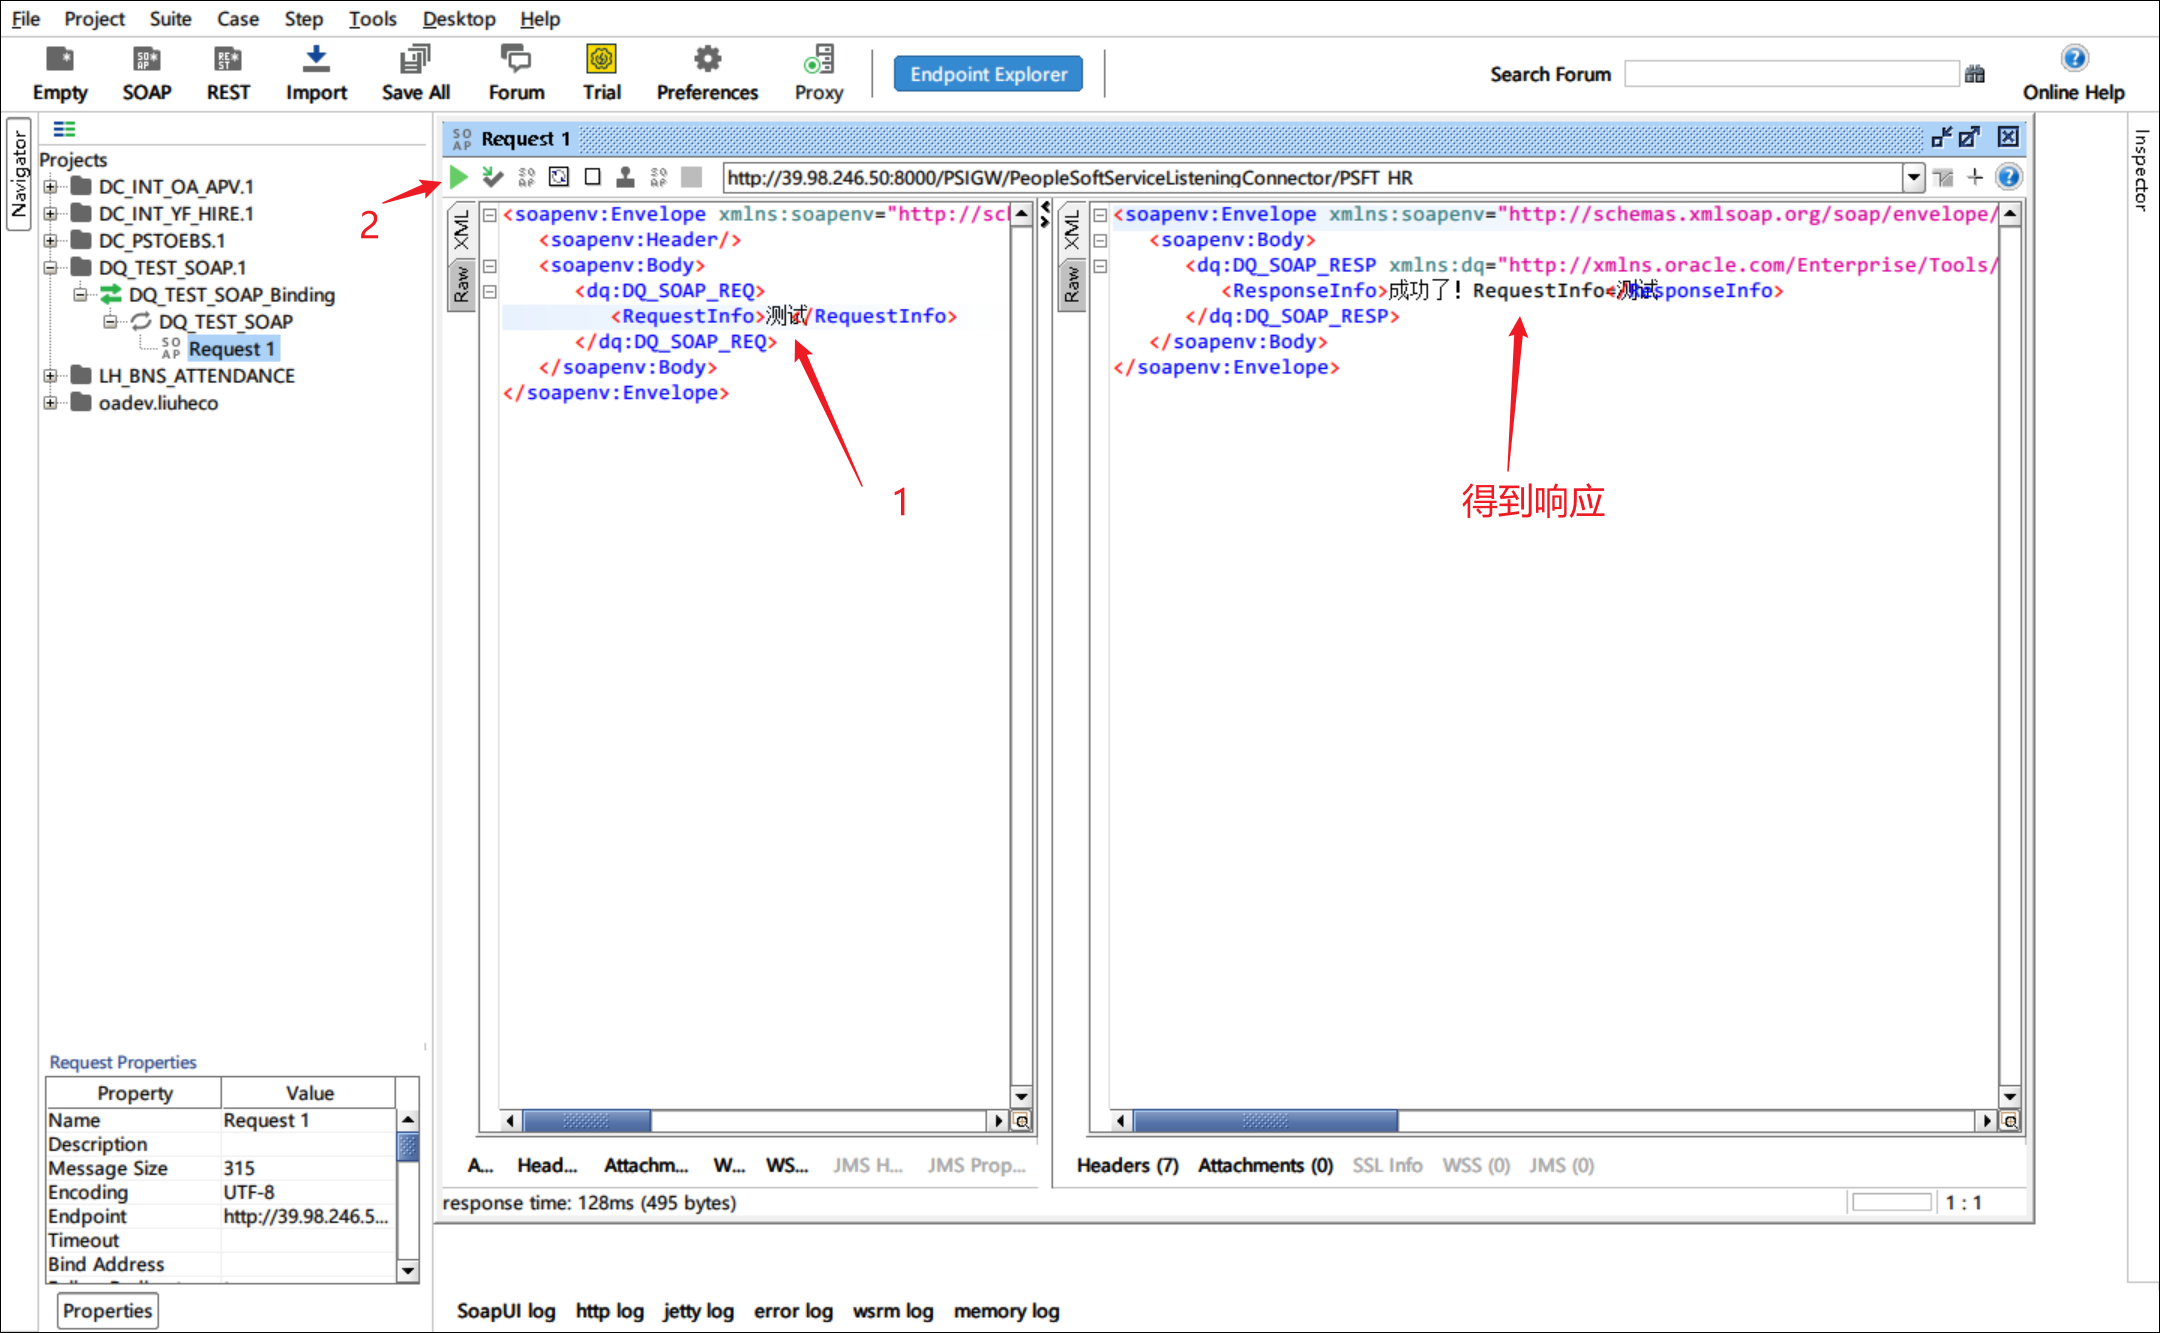 File Project Suite Case Step Tools Desktop Help
Empty SOAP REST Import Save All Forum Trial Preferences Proxy Endpoint Explorer Search Forum Online Help
Navigator
Inspector
Projects
DC_INT_OA_APV.1
DC_INT_YF_HIRE.1
DC_PSTOEBS.1
DQ_TEST_SOAP.1
DQ_TEST_SOAP_Binding
DQ_TEST_SOAP
Request 1
LH_BNS_ATTENDANCE
oadev.liuheco
Request 1
http://39.98.246.50:8000/PSIGW/PeopleSoftServiceListeningConnector/PSFT_HR
2
XML
Raw
<soapenv:Envelope xmlns:soapenv="http://scl
<soapenv:Header/>
<soapenv:Body>
<dq:DQ_SOAP_REQ>
<RequestInfo>测试</RequestInfo>
</dq:DQ_SOAP_REQ>
</soapenv:Body>
</soapenv:Envelope>
1
XML
Raw
<soapenv:Envelope xmlns:soapenv="http://schemas.xmlsoap.org/soap/envelope/
<soapenv:Body>
<dq:DQ_SOAP_RESP xmlns:dq="http://xmlns.oracle.com/Enterprise/Tools/
<ResponseInfo>成功了! RequestInfo=测试</ResponseInfo>
</dq:DQ_SOAP_RESP>
</soapenv:Body>
</soapenv:Envelope>
得到响应
Request Properties
Property Value
Name Request 1
Description
Message Size 315
Encoding UTF-8
Endpoint http://39.98.246.5...
Timeout
Bind Address
Properties
A... Head... Attachm... W... WS... JMS H... JMS Prop...
Headers (7) Attachments (0) SSL Info WSS (0) JMS (0)
response time: 128ms (495 bytes)
1 : 1
SoapUI log http log jetty log error log wsrm log memory log